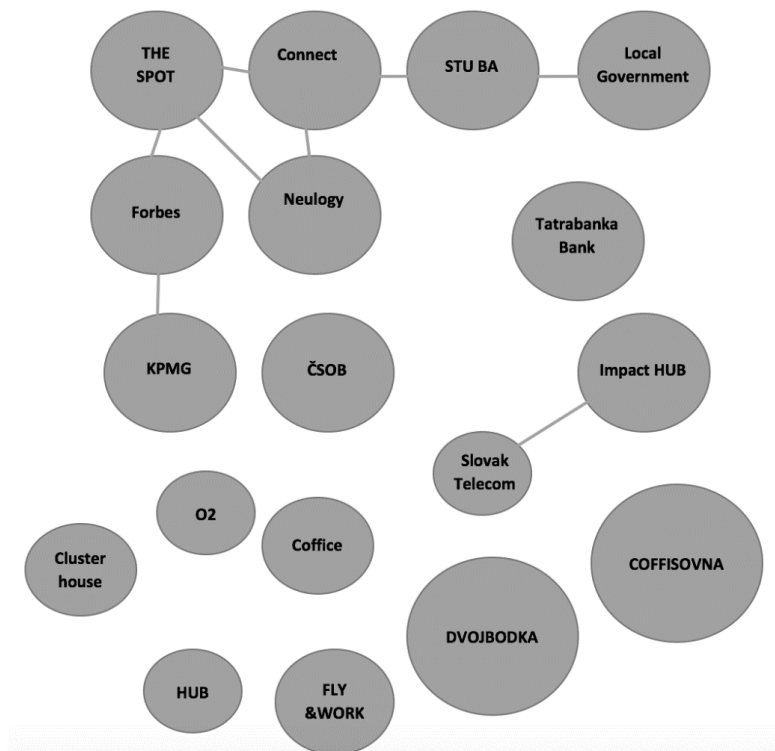 THE
SPOT
Connect
STU BA
Local
Government
Forbes
Neulogy
Tatrabanka
Bank
KPMG
ČSOB
Impact HUB
Slovak
Telecom
O2
Coffice
Cluster
house
COFFISOVNA
DVOJBODKA
HUB
FLY
&WORK